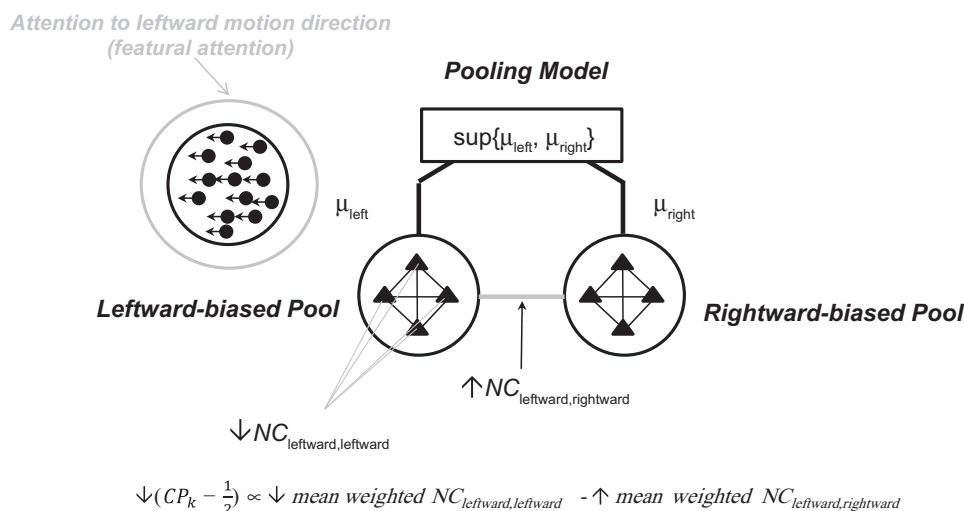 Attention to leftward motion direction
(featural attention)
Pooling Model
sup{μleft, μright}
μleft
μright
Leftward-biased Pool
Rightward-biased Pool
↑NCleftward,rightward
↓NCleftward,leftward
↓(CPk − 1/2) ∝ ↓ mean weighted NCleftward,leftward - ↑ mean weighted NCleftward,rightward